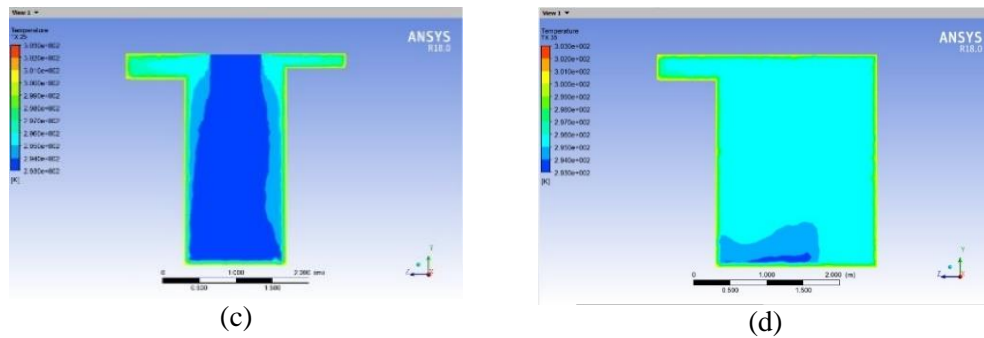 View 1
Temperature
ANSYS
R18.0
3.030e+002
3.020e+002
3.010e+002
3.000e+002
2.990e+002
2.980e+002
2.970e+002
2.960e+002
2.950e+002
2.940e+002
2.930e+002
[K]
Y
Z
X
0
1.000
2.000
0.500
1.500
(c)
View 1
Temperature
ANSYS
R18.0
3.030e+002
3.020e+002
3.010e+002
3.000e+002
2.990e+002
2.980e+002
2.970e+002
2.960e+002
2.950e+002
2.940e+002
2.930e+002
[K]
Y
Z
X
0
1.000
2.000
(m)
0.500
1.500
(d)